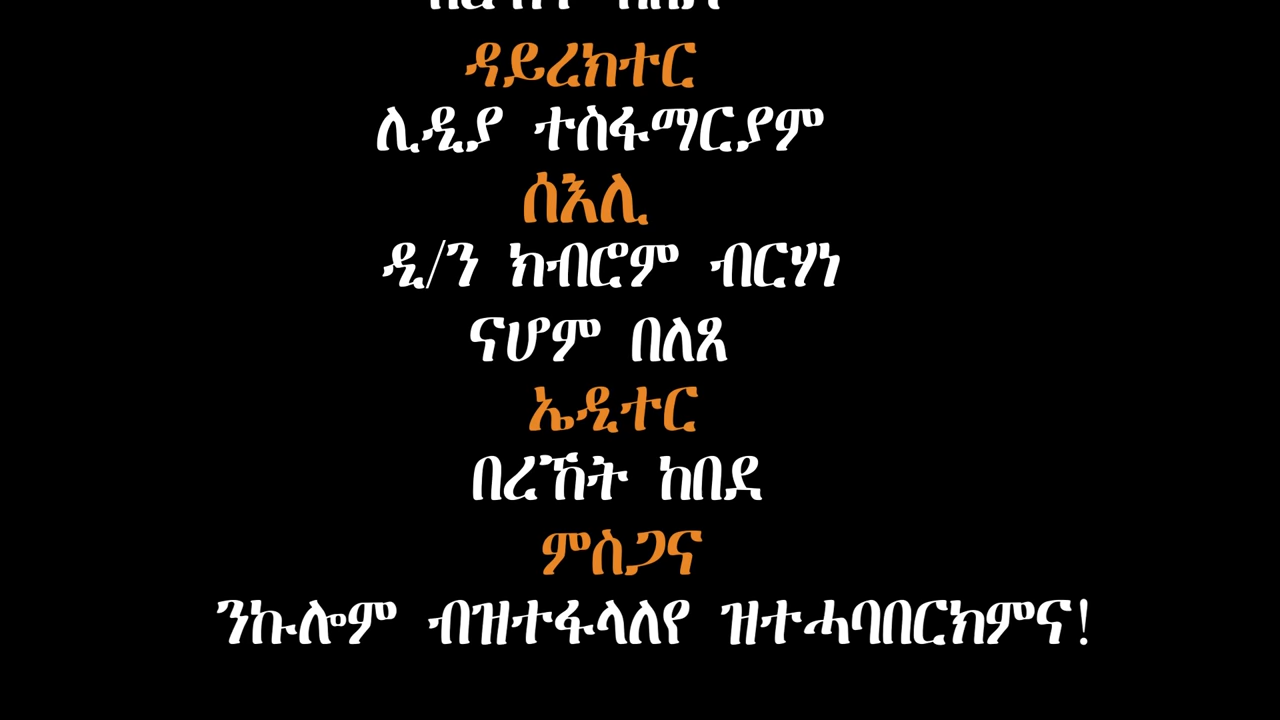 ዳይረክተር
ሊዲያ ተስፋማርያም
ሰእሊ
ዲ/ን ክብሮም ብርሃነ
ናሆም በለጸ
ኤዲተር
በረኸት ከበደ
ምስጋና
ንኩሎም ብዝተፋላለየ ዝተሓባበርክምና!